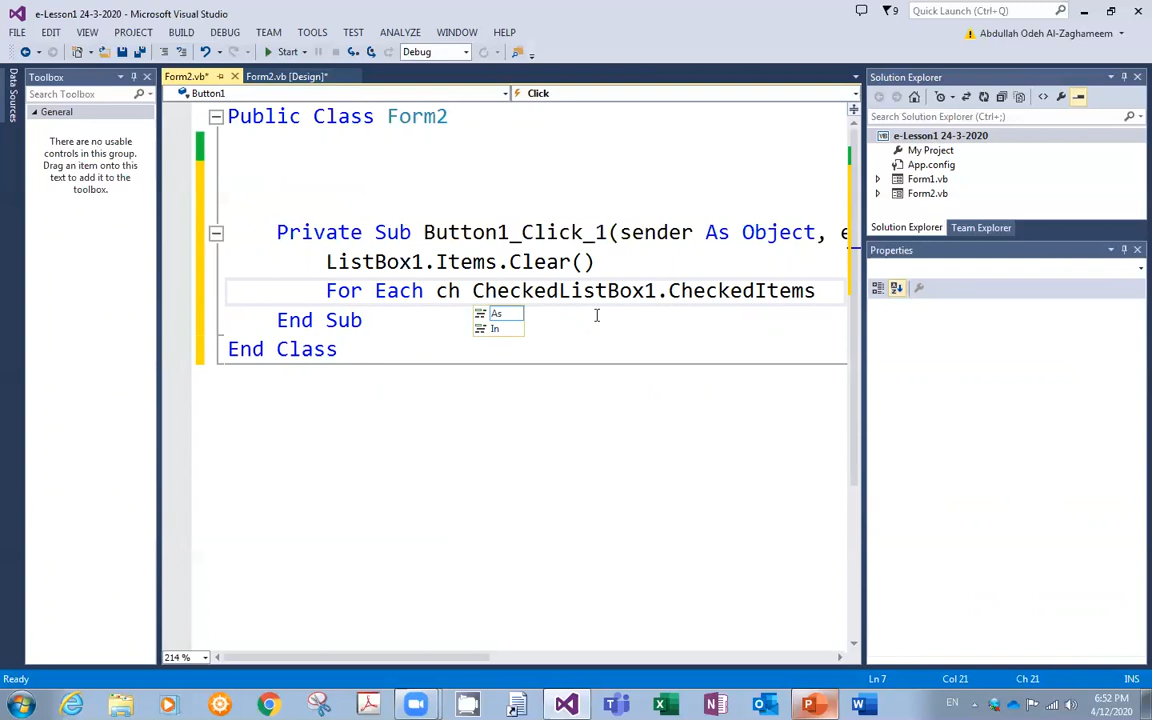 e-Lesson1 24-3-2020 - Microsoft Visual Studio
9
Quick Launch (Ctrl+Q)
FILE EDIT VIEW PROJECT BUILD DEBUG TEAM TOOLS TEST ANALYZE WINDOW HELP
Abdullah Odeh Al-Zaghameem
Start
Debug
Data Sources
Toolbox
Search Toolbox
General
There are no usable
controls in this group.
Drag an item onto this
text to add it to the
toolbox.
Form2.vb*
Form2.vb [Design]*
Button1
Click
Public Class Form2
Private Sub Button1_Click_1(sender As Object, e
ListBox1.Items.Clear()
For Each ch CheckedListBox1.CheckedItems
As
In
End Sub
End Class
214 %
Solution Explorer
Search Solution Explorer (Ctrl+;)
e-Lesson1 24-3-2020
My Project
App.config
Form1.vb
Form2.vb
Solution Explorer Team Explorer
Properties
Ready
Ln 7
Col 21
Ch 21
INS
EN
6:52 PM
4/12/2020